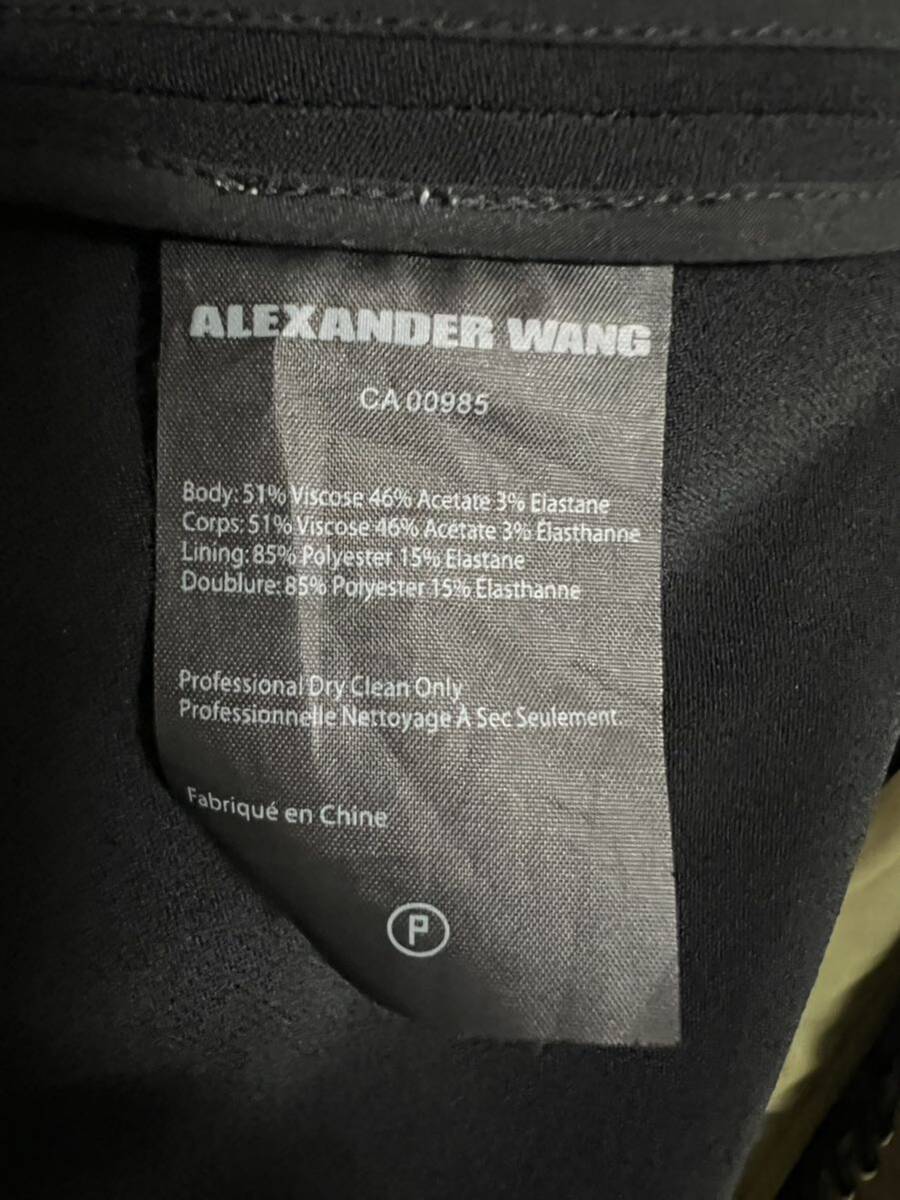 ALEXANDER WANG
CA 00985
Body: 51% Viscose 46% Acetate 3% Elastane
Corps: 51% Viscose 46% Acétate 3% Élasthanne
Lining: 85% Polyester 15% Elastane
Doublure: 85% Polyester 15% Élasthanne
Professional Dry Clean Only
Professionnelle Nettoyage À Sec Seulement.
Fabriqué en Chine
P